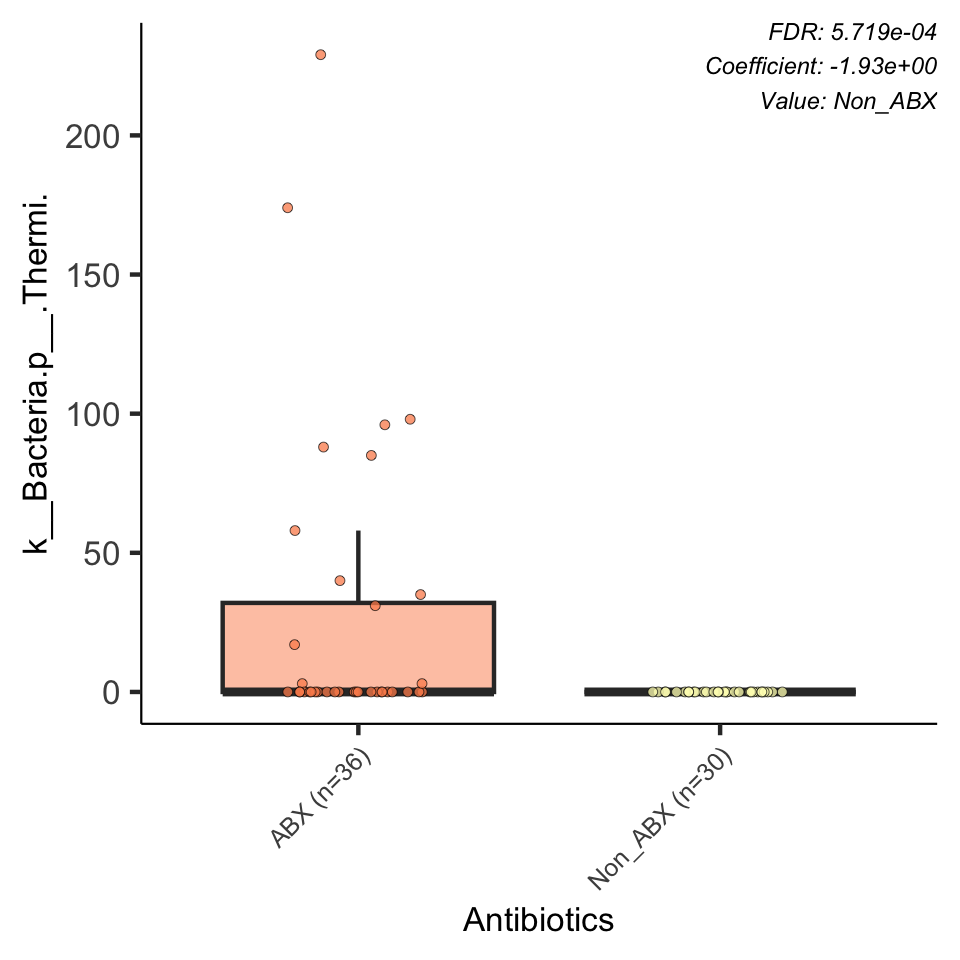 FDR: 5.719e-04
Coefficient: -1.93e+00
Value: Non_ABX
k__Bacteria.p__.Thermi.
200
150
100
50
0
ABX (n=36)
Non_ABX (n=30)
Antibiotics